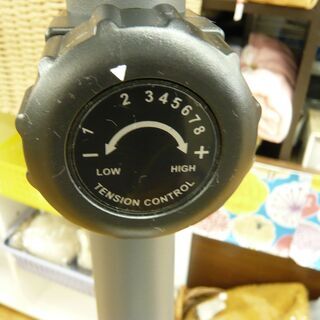 1 2 3 4 5 6 7 8
- +
LOW HIGH
TENSION CONTROL